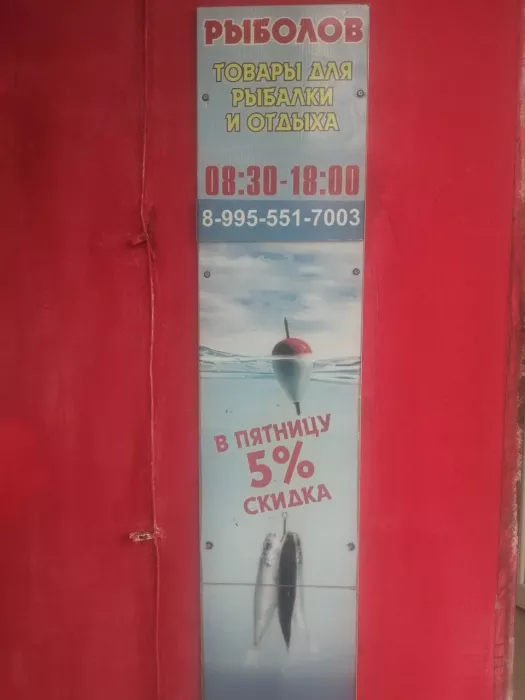 РЫБОЛОВ
ТОВАРЫ ДЛЯ
РЫБАЛКИ
И ОТДЫХА
08:30-18:00
8-995-551-7003
В ПЯТНИЦУ
5%
СКИДКА